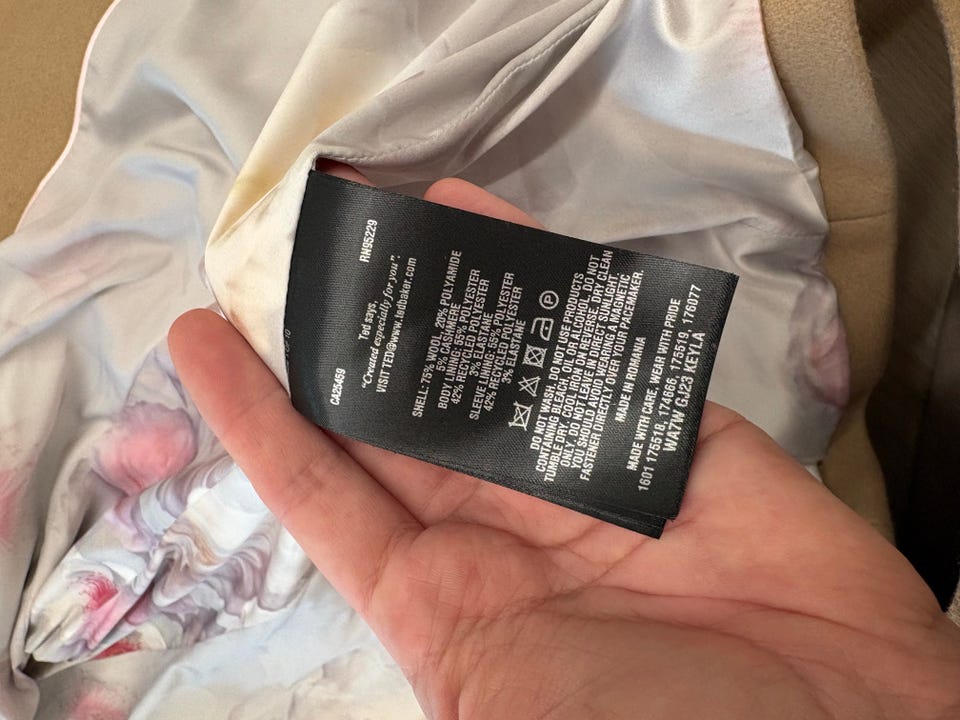 CA25459 RN95229
Ted says,
"Created especially for you".
VISIT TED@www.tedbaker.com
SHELL: 75% WOOL, 20% POLYAMIDE
5% CASHMERE
BODY LINING: 55% POLYESTER
42% RECYCLED POLYESTER
3% ELASTANE
SLEEVE LINING: 55% POLYESTER
42% RECYCLED POLYESTER
3% ELASTANE
P
DO NOT WASH. DO NOT USE PRODUCTS
CONTAINING BLEACH, OIL OR ALCOHOL. DO NOT
TUMBLE DRY. COOL IRON ON REVERSE. DRY CLEAN
ONLY. DO NOT LEAVE IN DIRECT SUNLIGHT.
YOU SHOULD AVOID WEARING A MAGNETIC
FASTENER DIRECTLY OVER YOUR PACEMAKER.
MADE IN ROMANIA
MADE WITH CARE. WEAR WITH PRIDE
1601 175518, 174666, 175519, 176077
WA7W GJ23 KEYLA